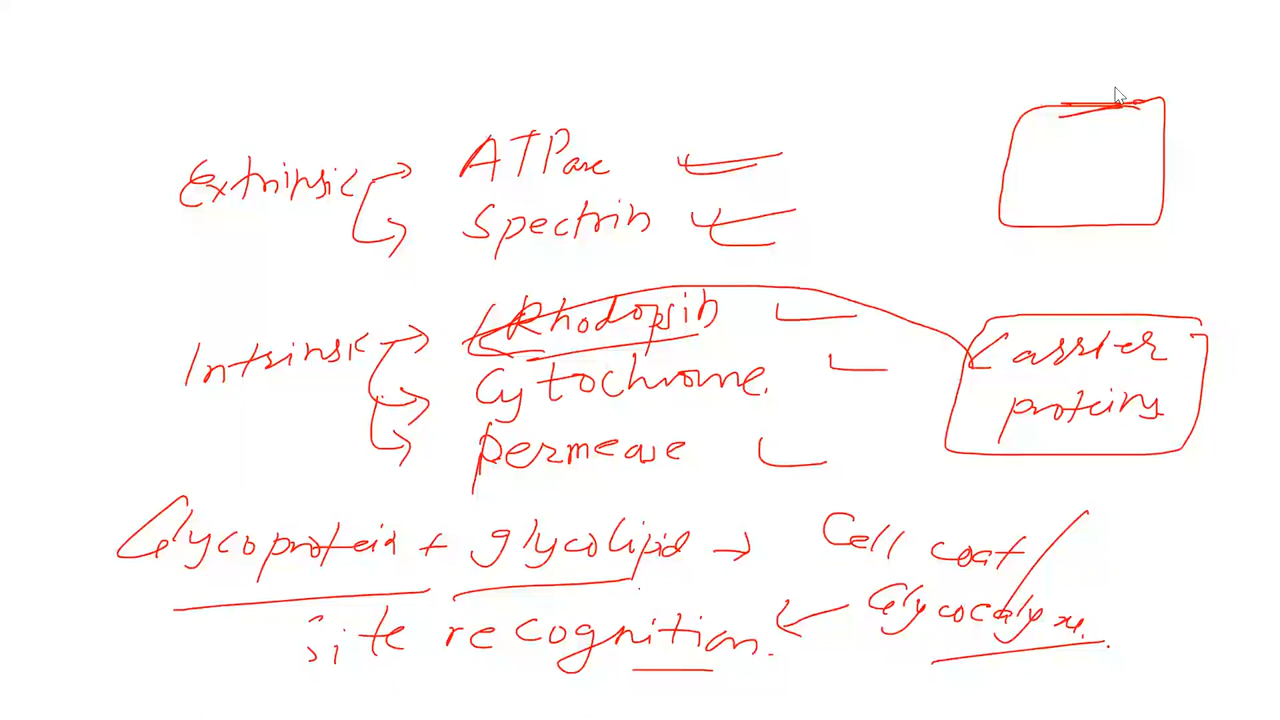 Extrinsic → ATPase
Spectrin
Intrinsic → Rhodopsin
Cytochrome.
permease
Carrier
proteins
Glycoprotein + glycolipid → Cell coat /
Glycocalyx.
site recognition.